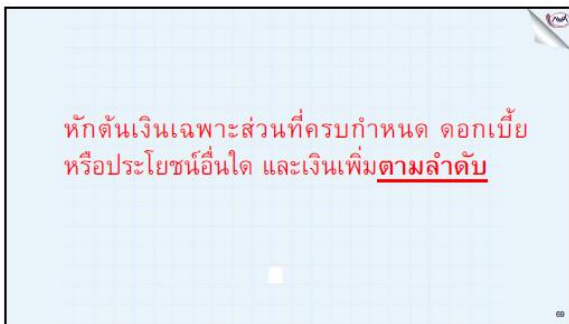 หักต้นเงินเฉพาะส่วนที่ครบกำหนด ดอกเบี้ย
หรือประโยชน์อื่นใด และเงินเพิ่มตามลำดับ
69